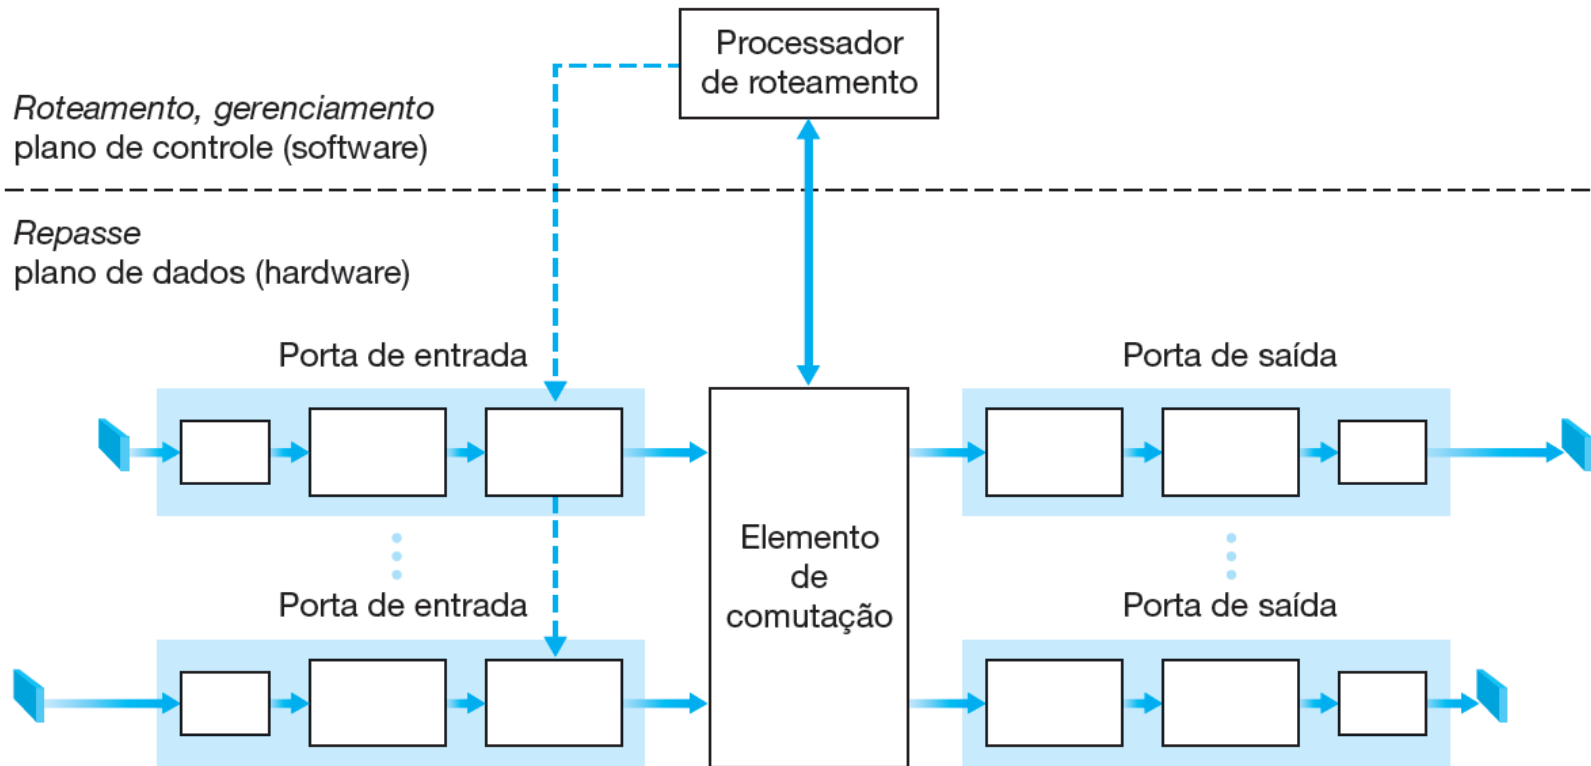 Processador
de roteamento
Roteamento, gerenciamento
plano de controle (software)
Repasse
plano de dados (hardware)
Porta de entrada
Porta de saída
Elemento
de
comutação
Porta de entrada
Porta de saída